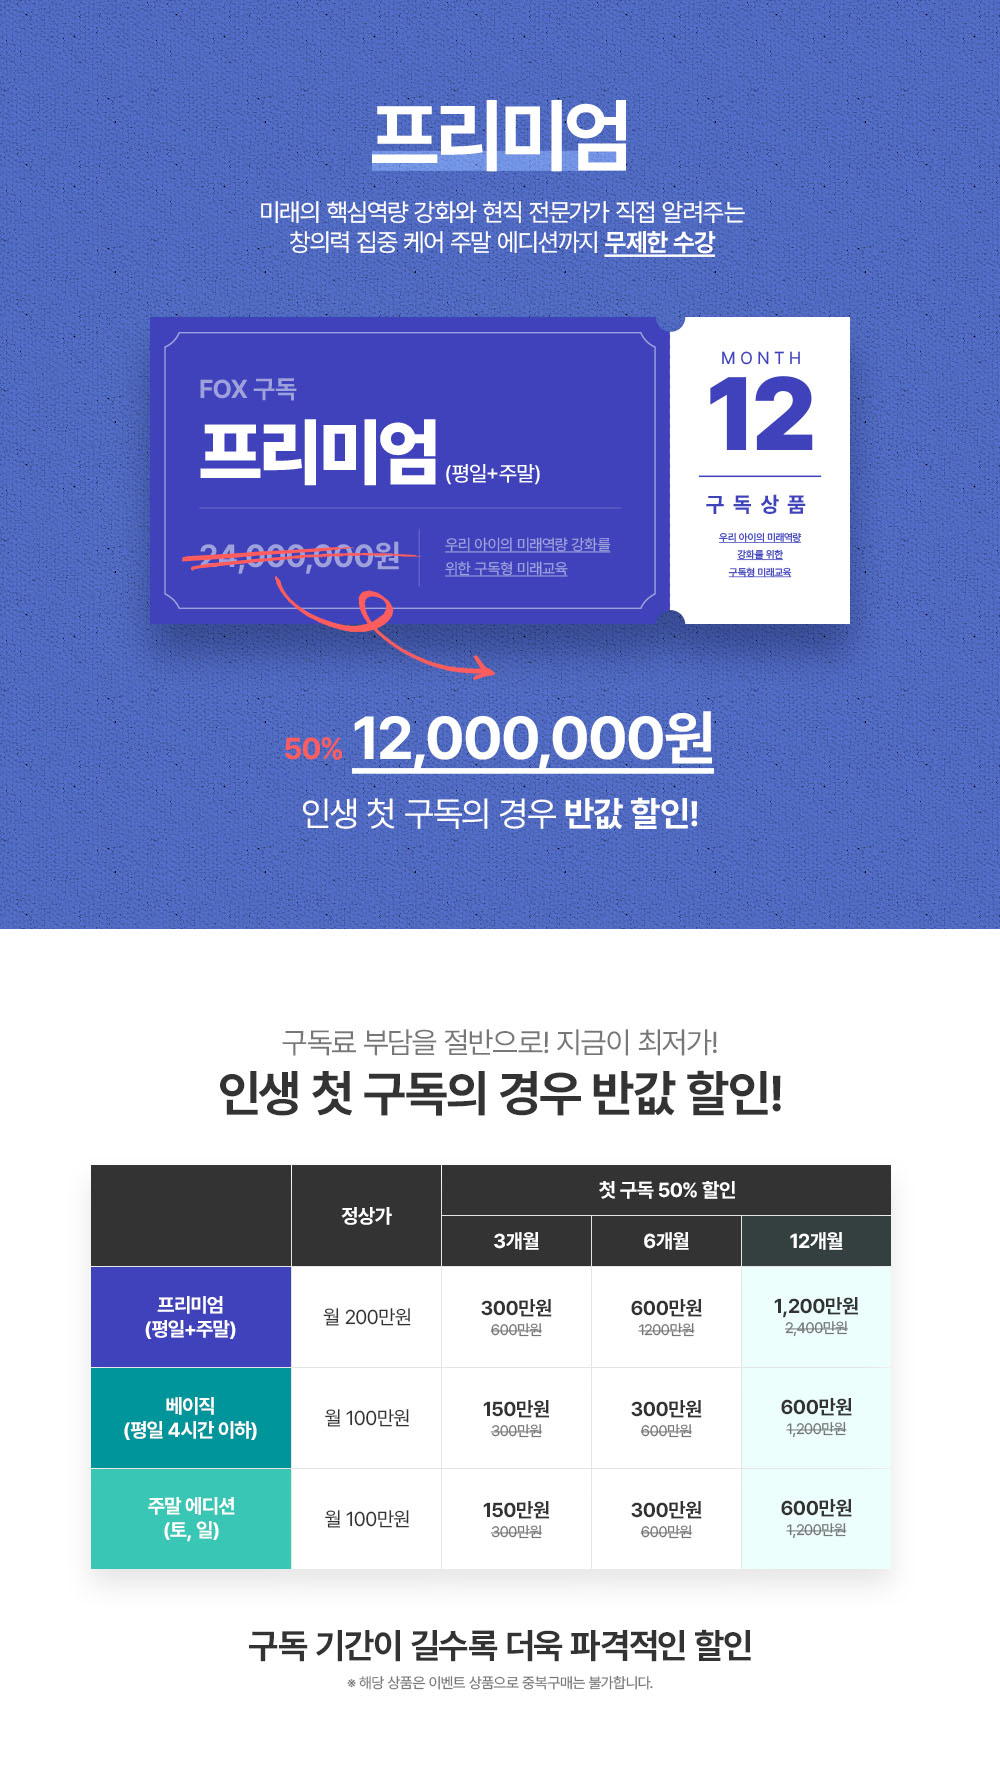 프리미엄
미래의 핵심역량 강화와 현직 전문가가 직접 알려주는
창의력 집중 케어 주말 에디션까지 무제한 수강
FOX 구독
프리미엄 (평일+주말)
24,000,000원
우리 아이의 미래역량 강화를
위한 구독형 미래교육
MONTH
12
구독상품
우리 아이의 미래역량
강화를 위한
구독형 미래교육
50% 12,000,000원
인생 첫 구독의 경우 반값 할인!
구독료 부담을 절반으로! 지금이 최저가!
인생 첫 구독의 경우 반값 할인!
정상가
첫 구독 50% 할인
3개월 6개월 12개월
프리미엄
(평일+주말)
월 200만원
300만원
600만원
600만원
1200만원
1,200만원
2,400만원
베이직
(평일 4시간 이하)
월 100만원
150만원
300만원
300만원
600만원
600만원
1,200만원
주말 에디션
(토, 일)
월 100만원
150만원
300만원
300만원
600만원
600만원
1,200만원
구독 기간이 길수록 더욱 파격적인 할인
※ 해당 상품은 이벤트 상품으로 중복구매는 불가합니다.